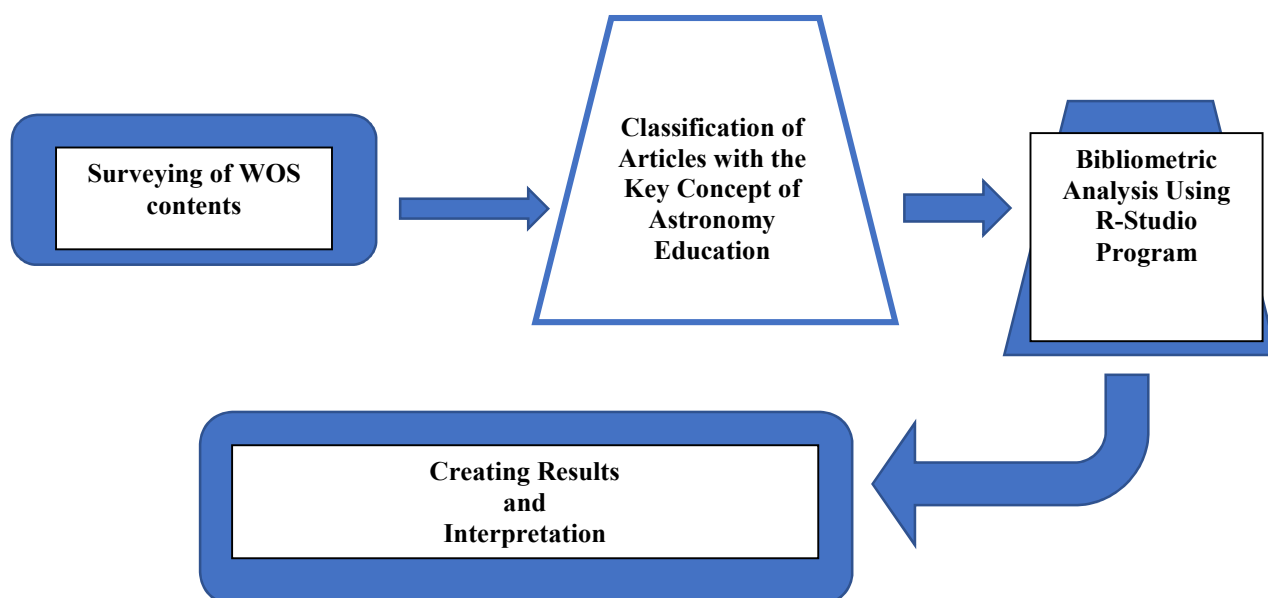 Surveying of WOS
contents
Classification of
Articles with the
Key Concept of
Astronomy
Education
Bibliometric
Analysis Using
R-Studio
Program
Creating Results
and
Interpretation